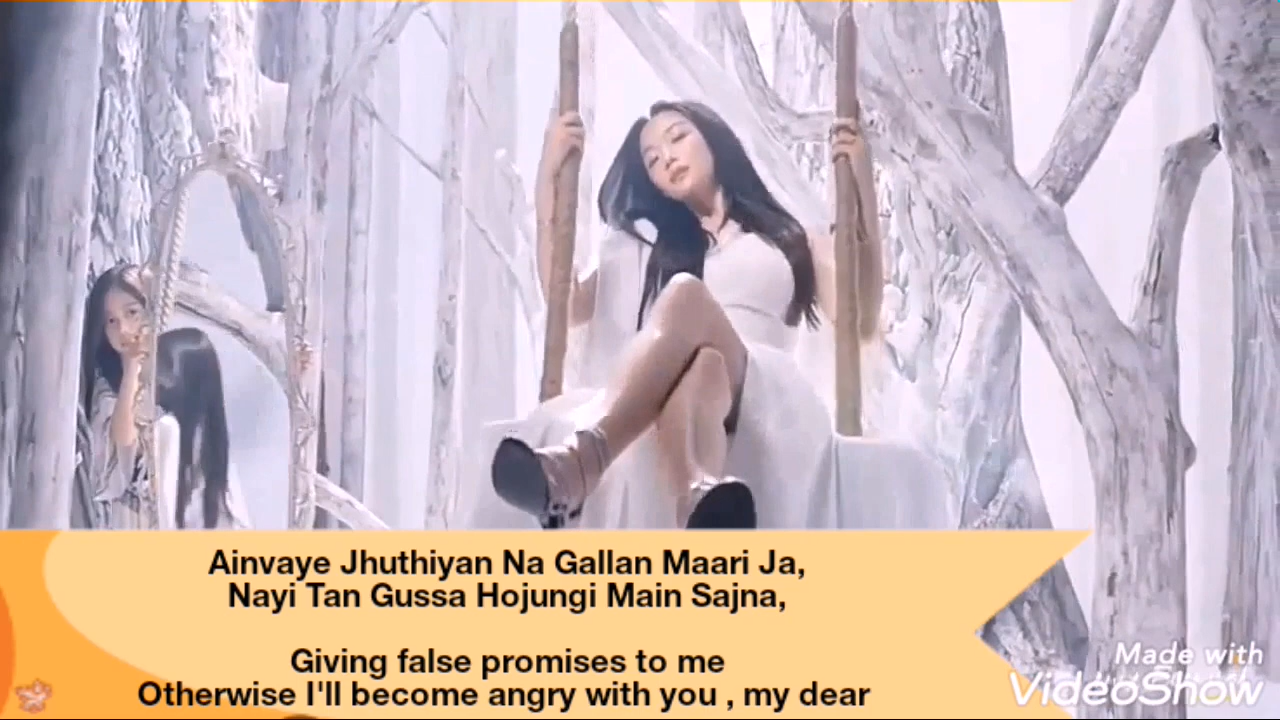 Ainvaye Jhuthiyan Na Gallan Maari Ja,
Nayi Tan Gussa Hojungi Main Sajna,
Giving false promises to me
Otherwise I'll become angry with you , my dear
Made with
VideoShow